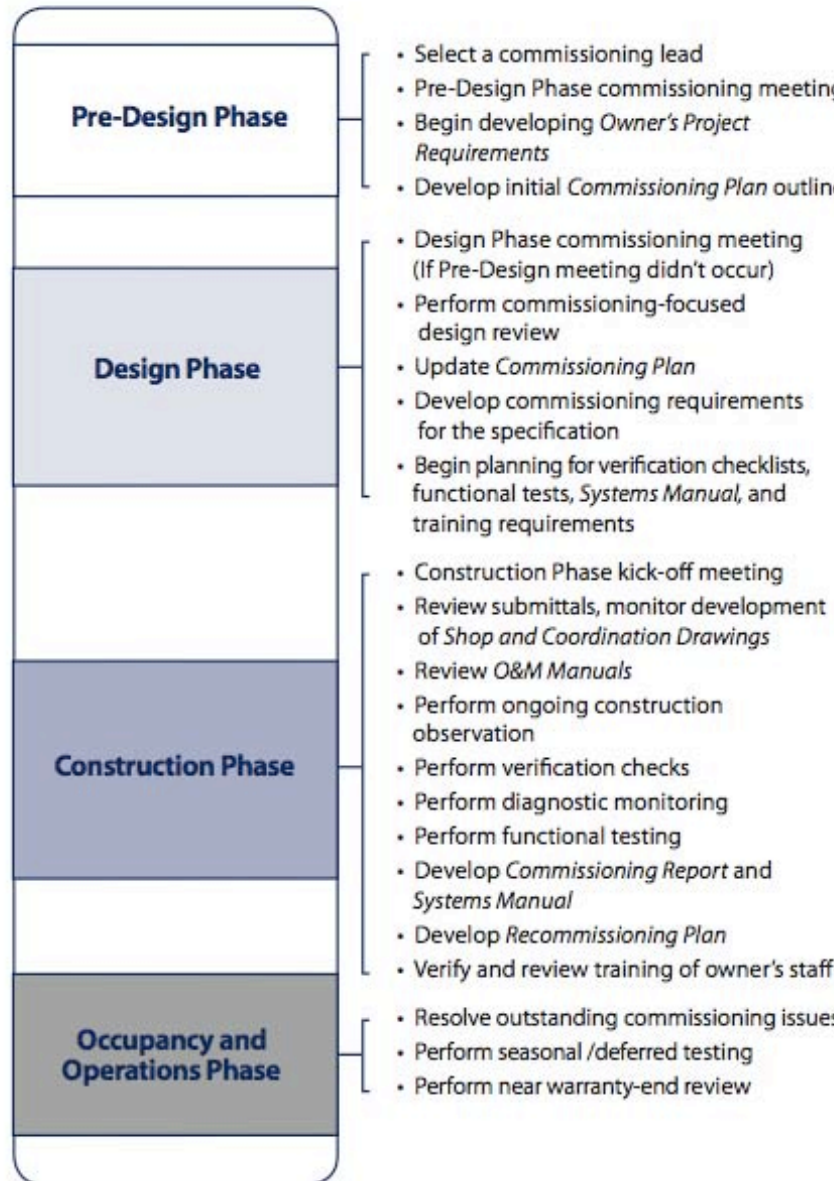 Pre-Design Phase
• Select a commissioning lead
• Pre-Design Phase commissioning meeting
• Begin developing Owner's Project
Requirements
• Develop initial Commissioning Plan outline
Design Phase
• Design Phase commissioning meeting
(If Pre-Design meeting didn't occur)
• Perform commissioning-focused
design review
• Update Commissioning Plan
• Develop commissioning requirements
for the specification
• Begin planning for verification checklists,
functional tests, Systems Manual, and
training requirements
Construction Phase
• Construction Phase kick-off meeting
• Review submittals, monitor development
of Shop and Coordination Drawings
• Review O&M Manuals
• Perform ongoing construction
observation
• Perform verification checks
• Perform diagnostic monitoring
• Perform functional testing
• Develop Commissioning Report and
Systems Manual
• Develop Recommissioning Plan
• Verify and review training of owner's staff
Occupancy and
Operations Phase
• Resolve outstanding commissioning issues
• Perform seasonal /deferred testing
• Perform near warranty-end review